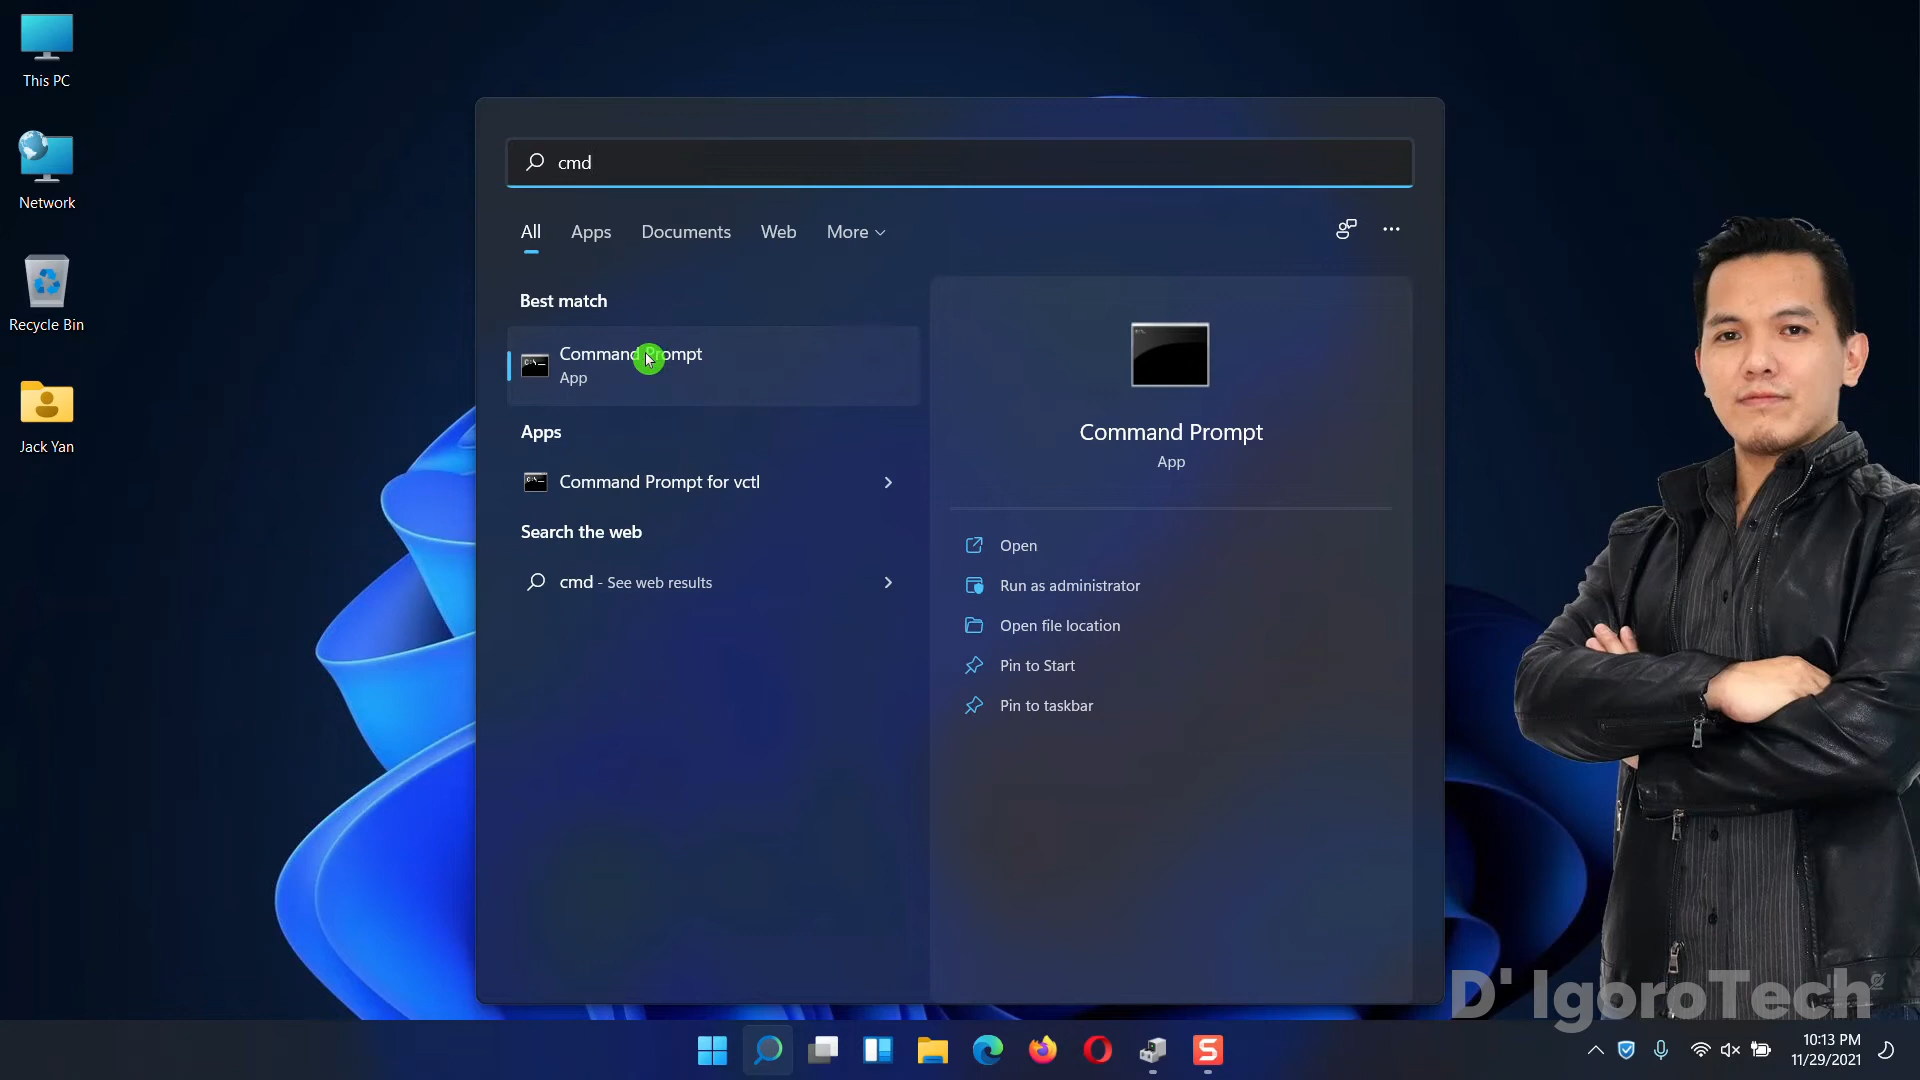 This PC
Network
Recycle Bin
Jack Yan
cmd
All Apps Documents Web More
Best match
Command Prompt
App
Apps
Command Prompt for vctl
Search the web
cmd - See web results
Command Prompt
App
Open
Run as administrator
Open file location
Pin to Start
Pin to taskbar
D' IgoroTech
10:13 PM
11/29/2021